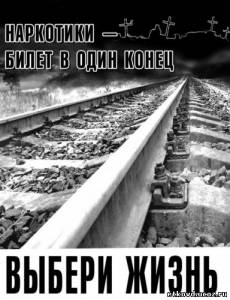 НАРКОТИКИ –
БИЛЕТ В ОДИН КОНЕЦ
ВЫБЕРИ ЖИЗНЬ